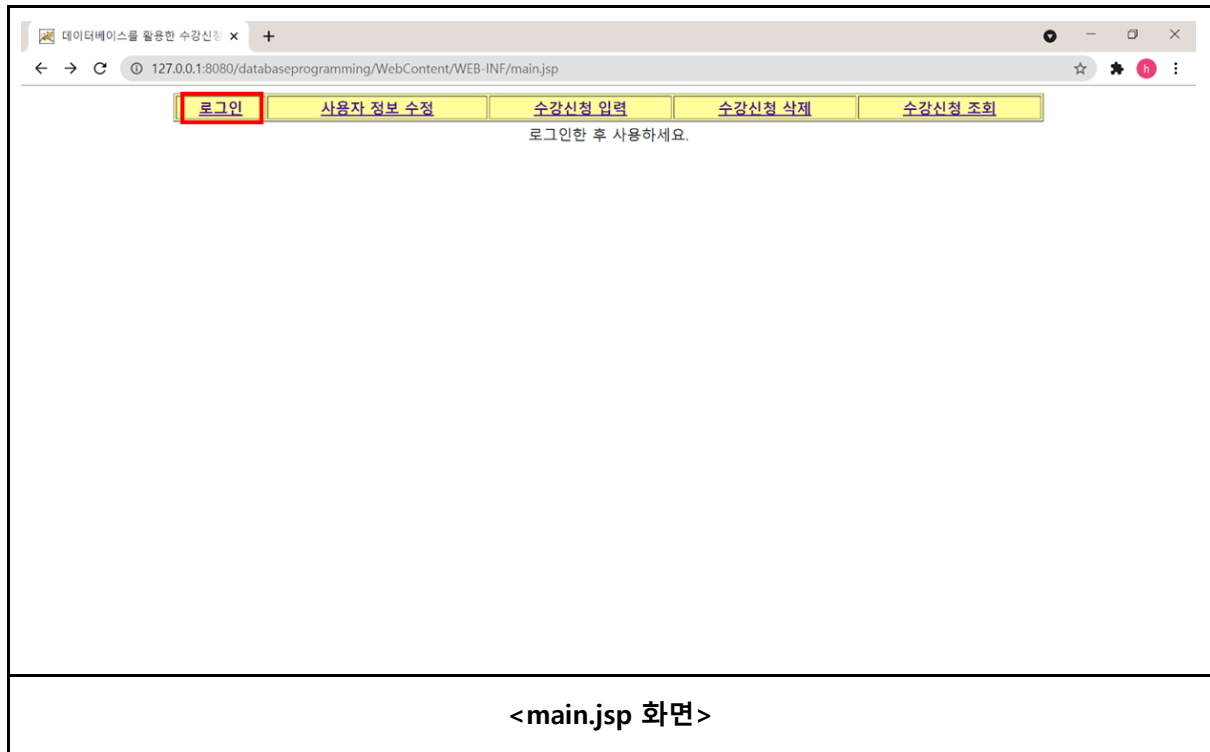 데이터베이스를 활용한 수강신청
127.0.0.1:8080/databaseprogramming/WebContent/WEB-INF/main.jsp
h
로그인 사용자 정보 수정 수강신청 입력 수강신청 삭제 수강신청 조회
로그인한 후 사용하세요.
<main.jsp 화면>